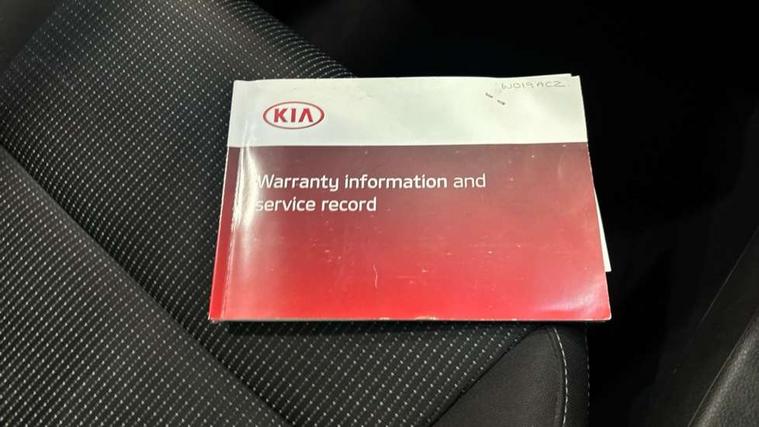 WO19ACZ
KIA
Warranty information and
service record